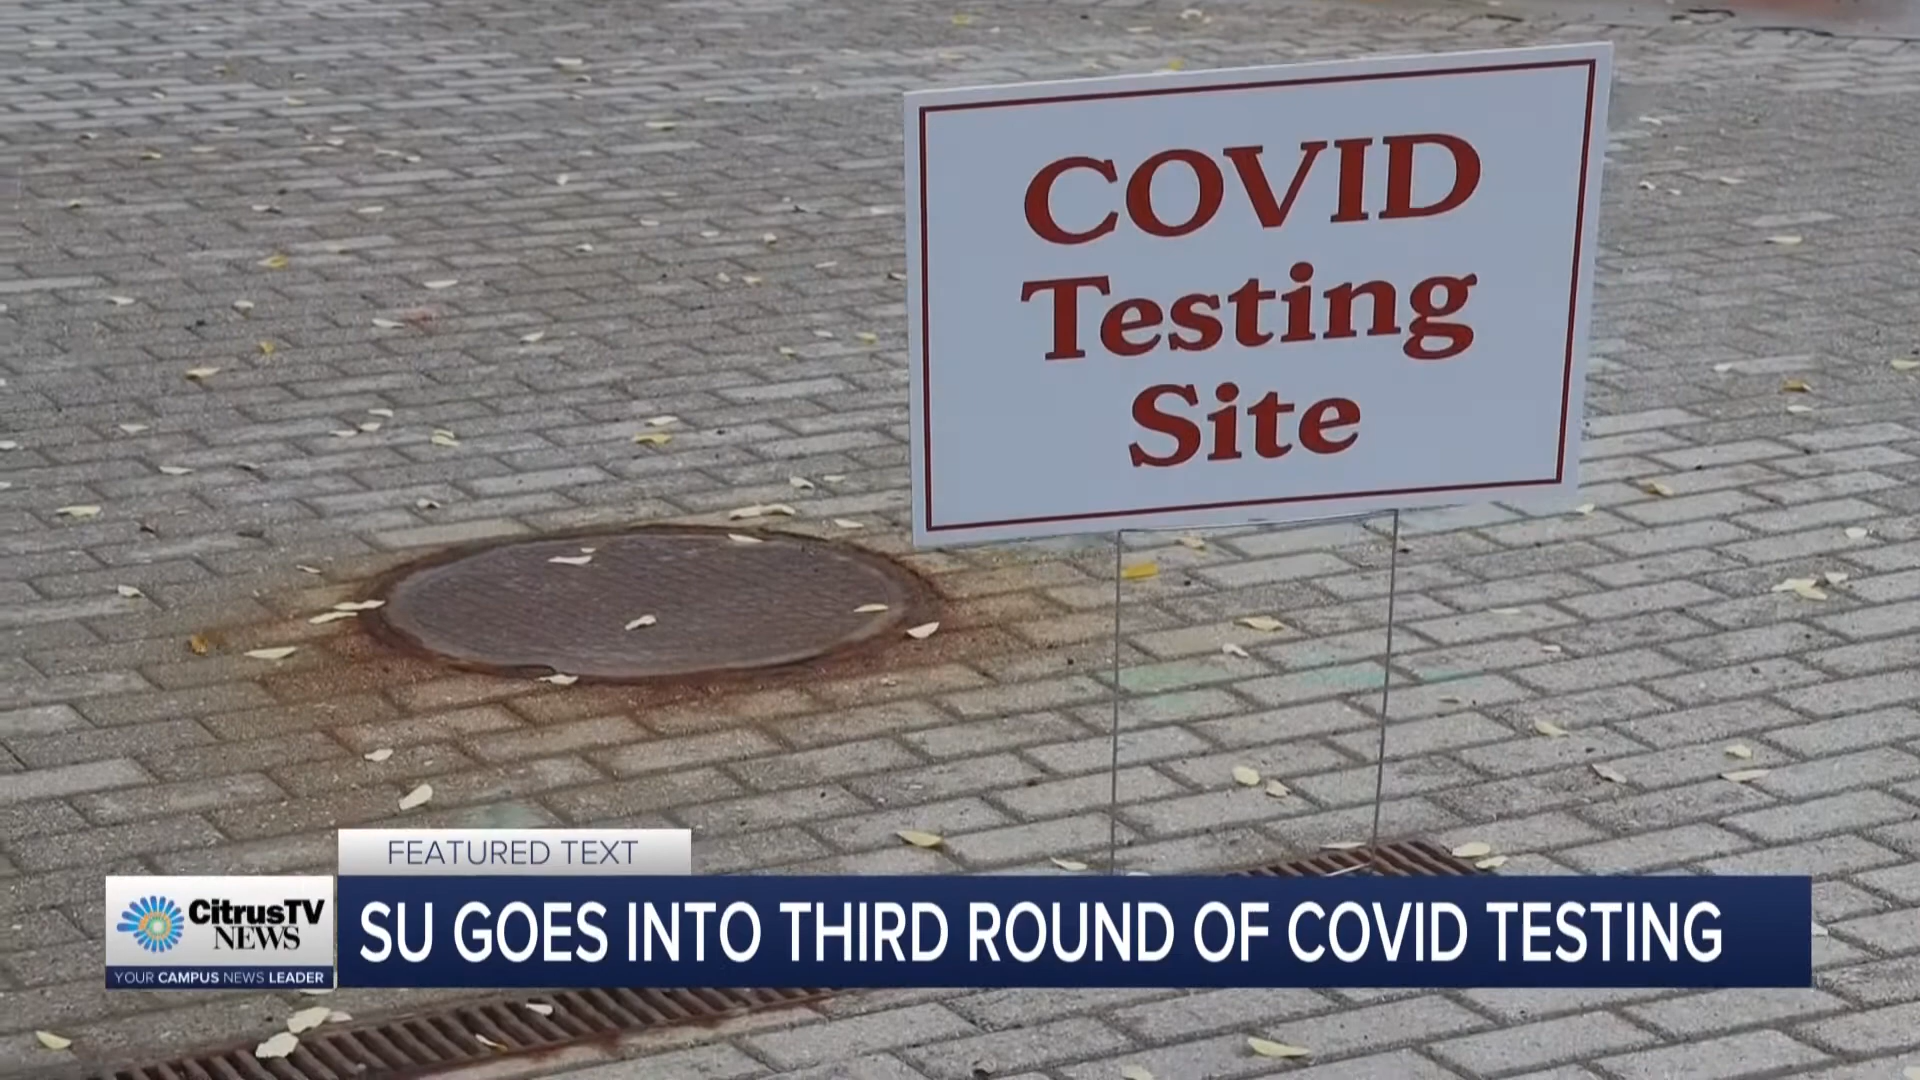 COVID
Testing
Site
FEATURED TEXT
CitrusTV
NEWS
YOUR CAMPUS NEWS LEADER
SU GOES INTO THIRD ROUND OF COVID TESTING